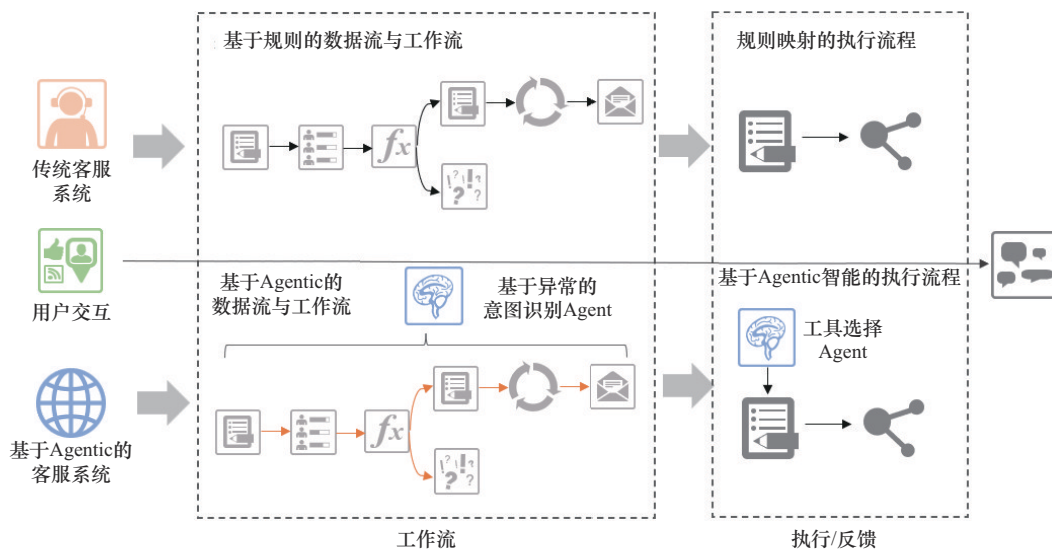 基于规则的数据流与工作流
规则映射的执行流程
fx
!?!?
?
传统客服
系统
用户交互
基于Agentic的
数据流与工作流
基于异常的
意图识别Agent
基于Agentic智能的执行流程
工具选择
Agent
fx
!?!?
?
基于Agentic的
客服系统
工作流
执行/反馈